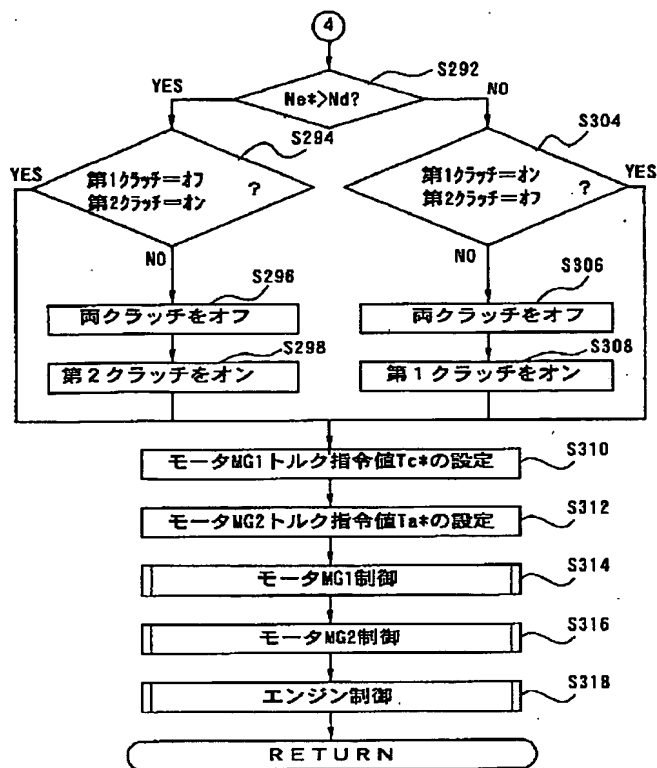 4
S292
YES
Ne*>Nd?
NO
S294
S304
YES
第1クラッチ=オフ
第2クラッチ=オン
?
第1クラッチ=オン
第2クラッチ=オフ
?
YES
NO
NO
S296
S306
両クラッチをオフ
両クラッチをオフ
S298
S308
第2クラッチをオン
第1クラッチをオン
S310
モータMG1トルク指令値Tc*の設定
S312
モータMG2トルク指令値Ta*の設定
S314
モータMG1制御
S316
モータMG2制御
S318
エンジン制御
RETURN